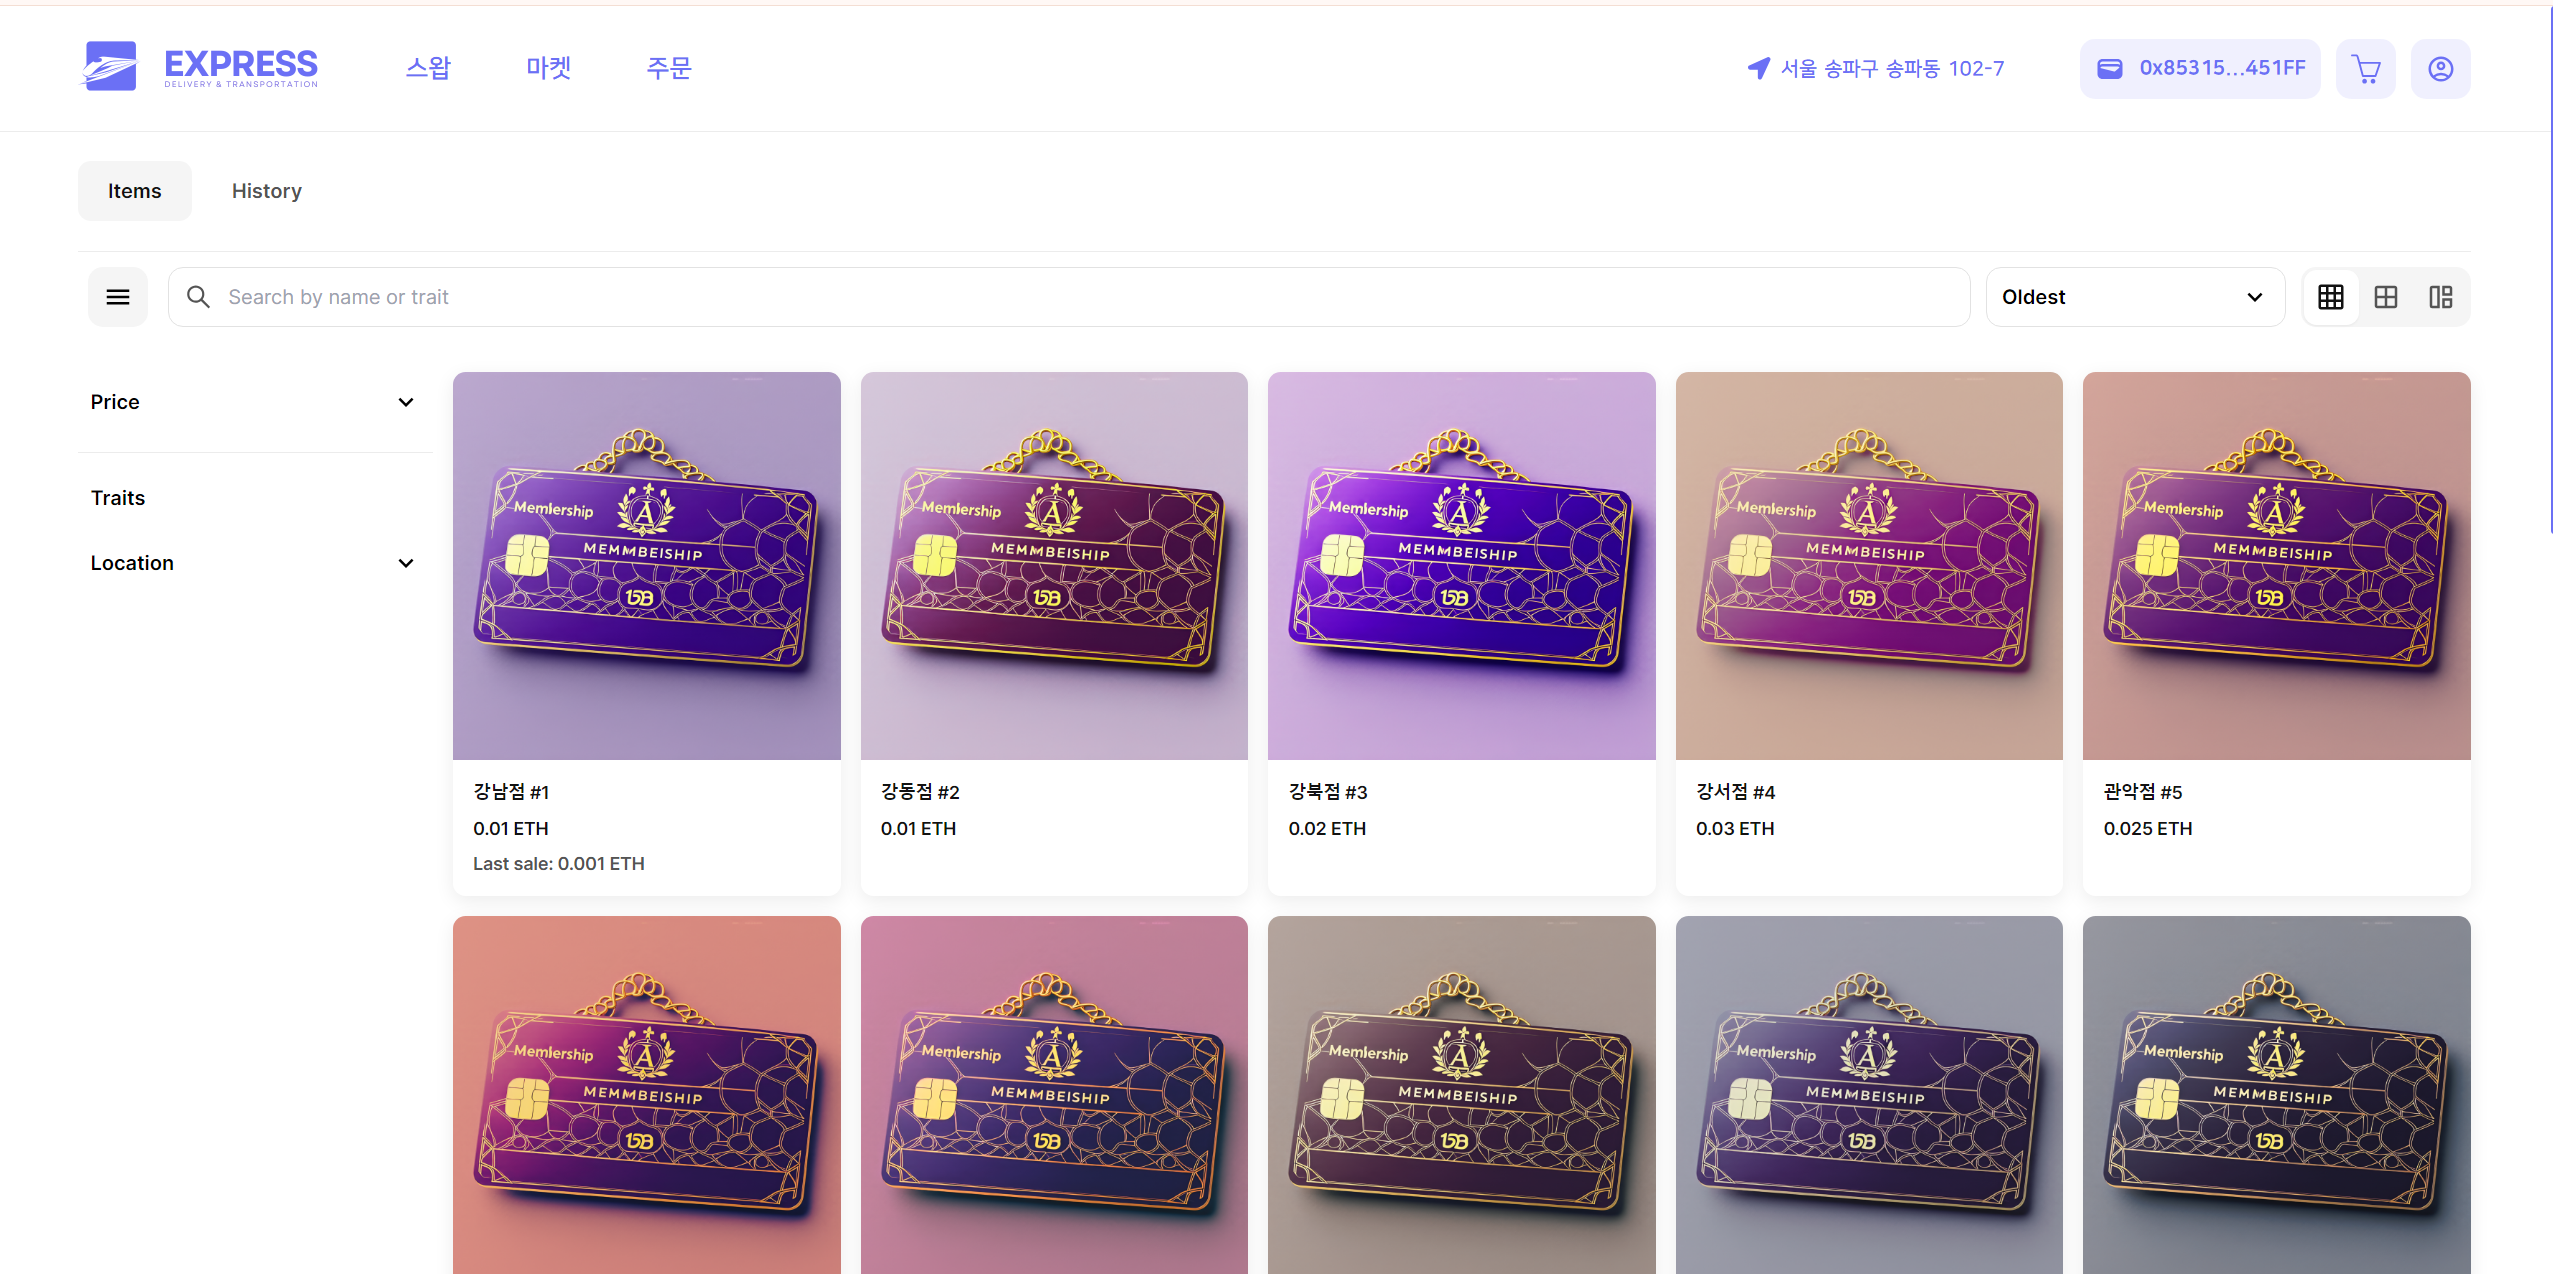 EXPRESS
DELIVERY & TRANSPORTATION
스왑 마켓 주문
서울 송파구 송파동 102-7
0x85315...451FF
Items History
Search by name or trait
Oldest
Price
Traits
Location
Memlership
A
MEMMBEISHIP
15B
Memlership
A
MEMMBEISHIP
15B
Memlership
A
MEMMBEISHIP
15B
Memlership
A
MEMMBEISHIP
15B
Memlership
A
MEMMBEISHIP
15B
강남점 #1
0.01 ETH
Last sale: 0.001 ETH
강동점 #2
0.01 ETH
강북점 #3
0.02 ETH
강서점 #4
0.03 ETH
관악점 #5
0.025 ETH
Memlership
A
MEMMBEISHIP
15B
Memlership
A
MEMMBEISHIP
15B
Memlership
A
MEMMBEISHIP
15B
Memlership
A
MEMMBEISHIP
15B
Memlership
A
MEMMBEISHIP
15B